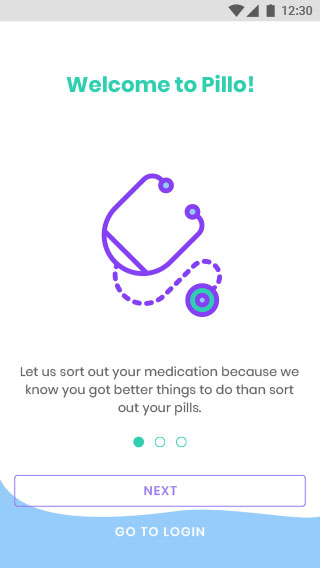 12:30
Welcome to Pillo!
Let us sort out your medication because we
know you got better things to do than sort
out your pills.
NEXT
GO TO LOGIN